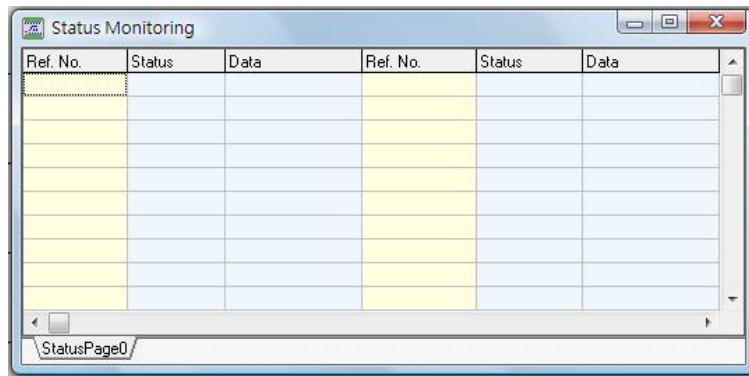 Status Monitoring
Ref. No. Status Data Ref. No. Status Data
StatusPage0